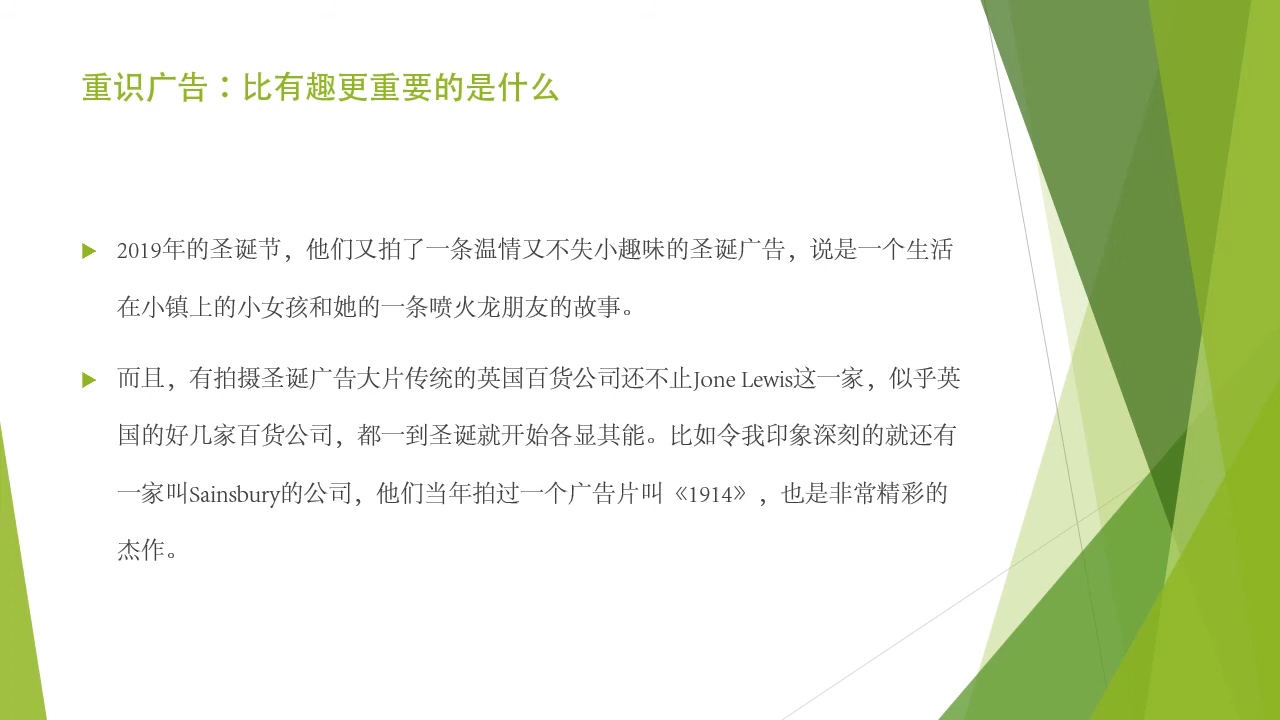 重识广告：比有趣更重要的是什么
2019年的圣诞节，他们又拍了一条温情又不失小趣味的圣诞广告，说是一个生活
在小镇上的小女孩和她的一条喷火龙朋友的故事。
而且，有拍摄圣诞广告大片传统的英国百货公司还不止Jone Lewis这一家，似乎英
国的好几家百货公司，都一到圣诞就开始各显其能。比如令我印象深刻的就还有
一家叫Sainsbury的公司，他们当年拍过一个广告片叫《1914》，也是非常精彩的
杰作。